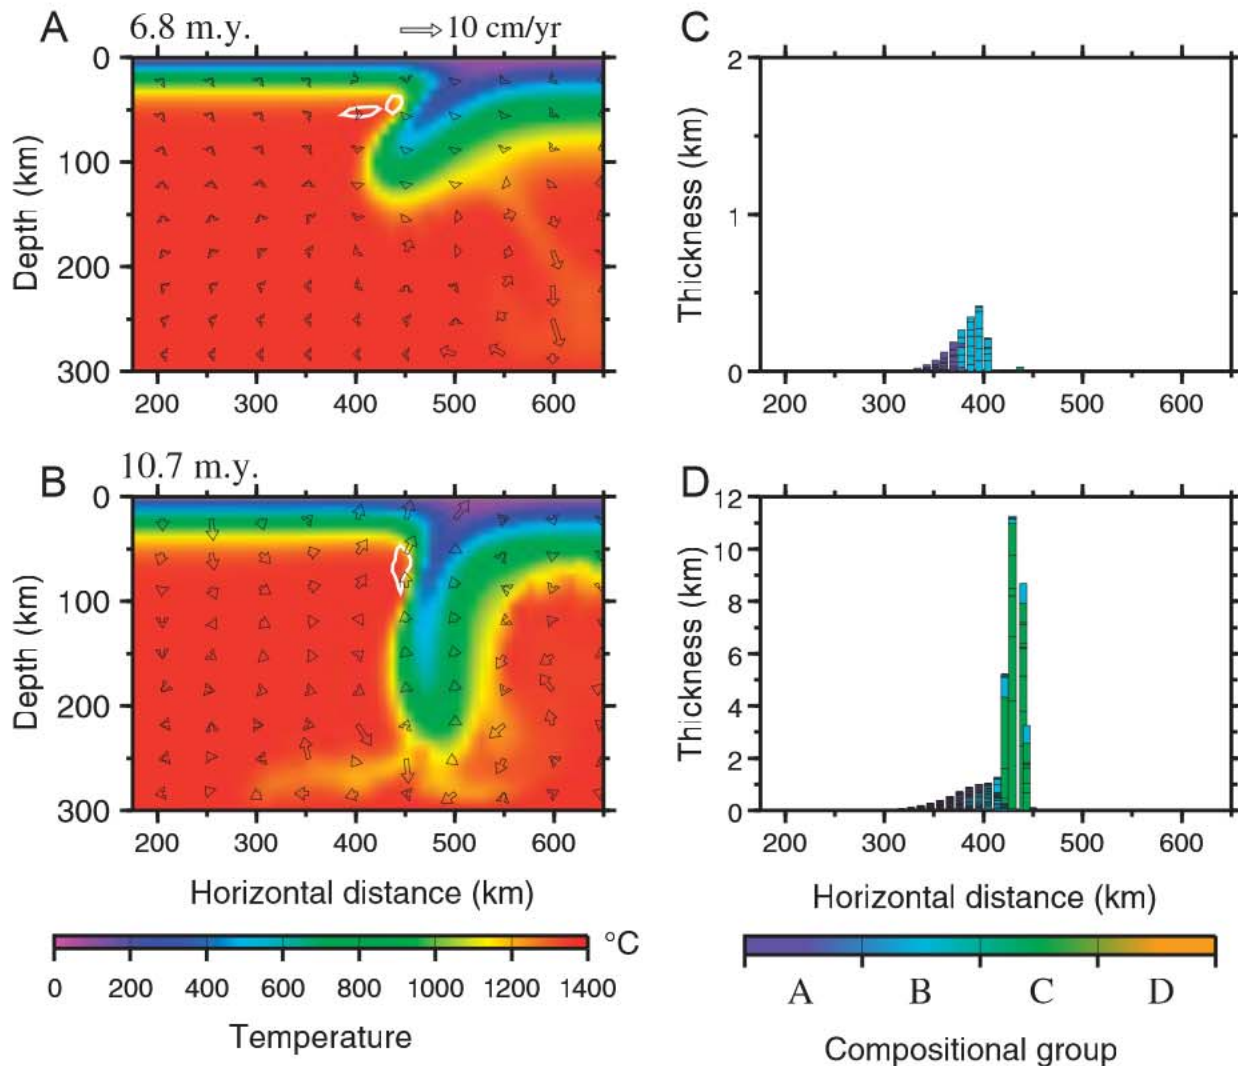 A 6.8 m.y. 10 cm/yr
0
100
200
300
Depth (km)
200 300 400 500 600
C
2
1
0
Thickness (km)
200 300 400 500 600
B 10.7 m.y.
0
100
200
300
Depth (km)
200 300 400 500 600
Horizontal distance (km)
D
12
10
8
6
4
2
0
Thickness (km)
200 300 400 500 600
Horizontal distance (km)
°C
0 200 400 600 800 1000 1200 1400
Temperature
A B C D
Compositional group